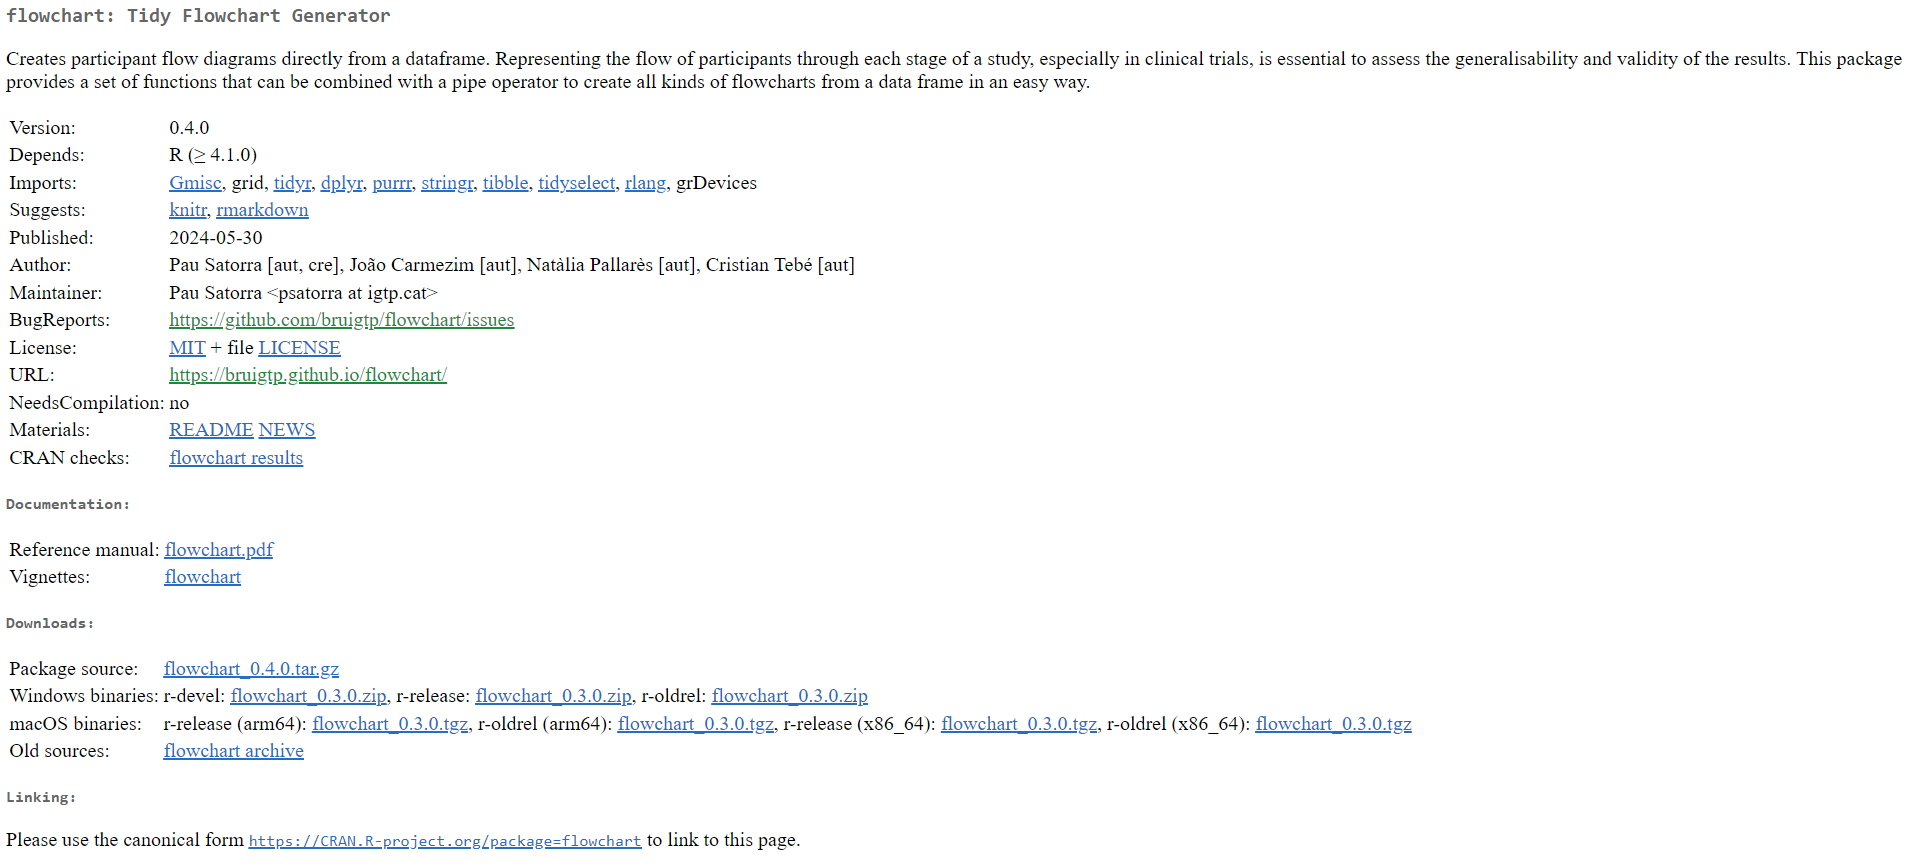 flowchart: Tidy Flowchart Generator
Creates participant flow diagrams directly from a dataframe. Representing the flow of participants through each stage of a study, especially in clinical trials, is essential to assess the generalisability and validity of the results. This package
provides a set of functions that can be combined with a pipe operator to create all kinds of flowcharts from a data frame in an easy way.
Version: 0.4.0
Depends: R (≥ 4.1.0)
Imports: Gmisc, grid, tidyr, dplyr, purrr, stringr, tibble, tidyselect, rlang, grDevices
Suggests: knitr, rmarkdown
Published: 2024-05-30
Author: Pau Satorra [aut, cre], João Carmezim [aut], Natàlia Pallarès [aut], Cristian Tebé [aut]
Maintainer: Pau Satorra <psatorra at igtp.cat>
BugReports: https://github.com/bruigtp/flowchart/issues
License: MIT + file LICENSE
URL: https://bruigtp.github.io/flowchart/
NeedsCompilation: no
Materials: README NEWS
CRAN checks: flowchart results
Documentation:
Reference manual: flowchart.pdf
Vignettes: flowchart
Downloads:
Package source: flowchart_0.4.0.tar.gz
Windows binaries: r-devel: flowchart_0.3.0.zip, r-release: flowchart_0.3.0.zip, r-oldrel: flowchart_0.3.0.zip
macOS binaries: r-release (arm64): flowchart_0.3.0.tgz, r-oldrel (arm64): flowchart_0.3.0.tgz, r-release (x86_64): flowchart_0.3.0.tgz, r-oldrel (x86_64): flowchart_0.3.0.tgz
Old sources: flowchart archive
Linking:
Please use the canonical form https://CRAN.R-project.org/package=flowchart to link to this page.